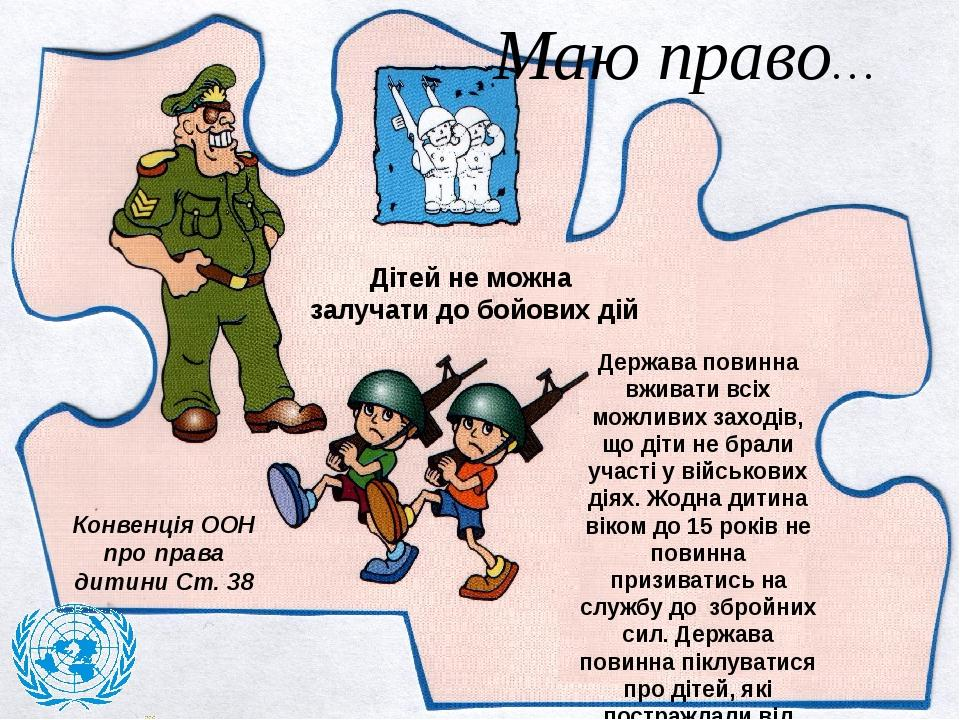 Маю право...
Дітей не можна
залучати до бойових дій
Держава повинна
вживати всіх
можливих заходів,
що діти не брали
участі у військових
діях. Жодна дитина
віком до 15 років не
повинна
призиватись на
службу до збройних
сил. Держава
повинна піклуватися
про дітей, які
постраждали від
Конвенція ООН
про права
дитини Ст. 38